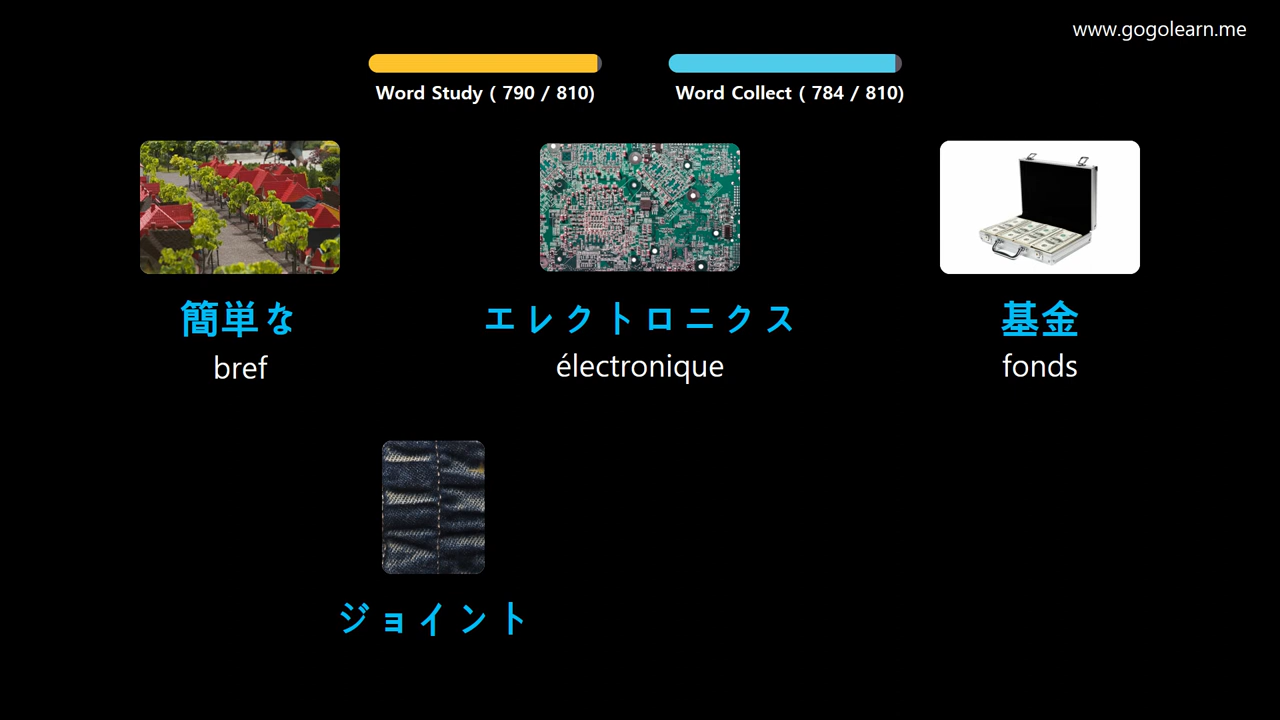 www.gogolearn.me
Word Study ( 790 / 810)
Word Collect ( 784 / 810)
簡単な
bref
エレクトロニクス
électronique
基金
fonds
ジョイント